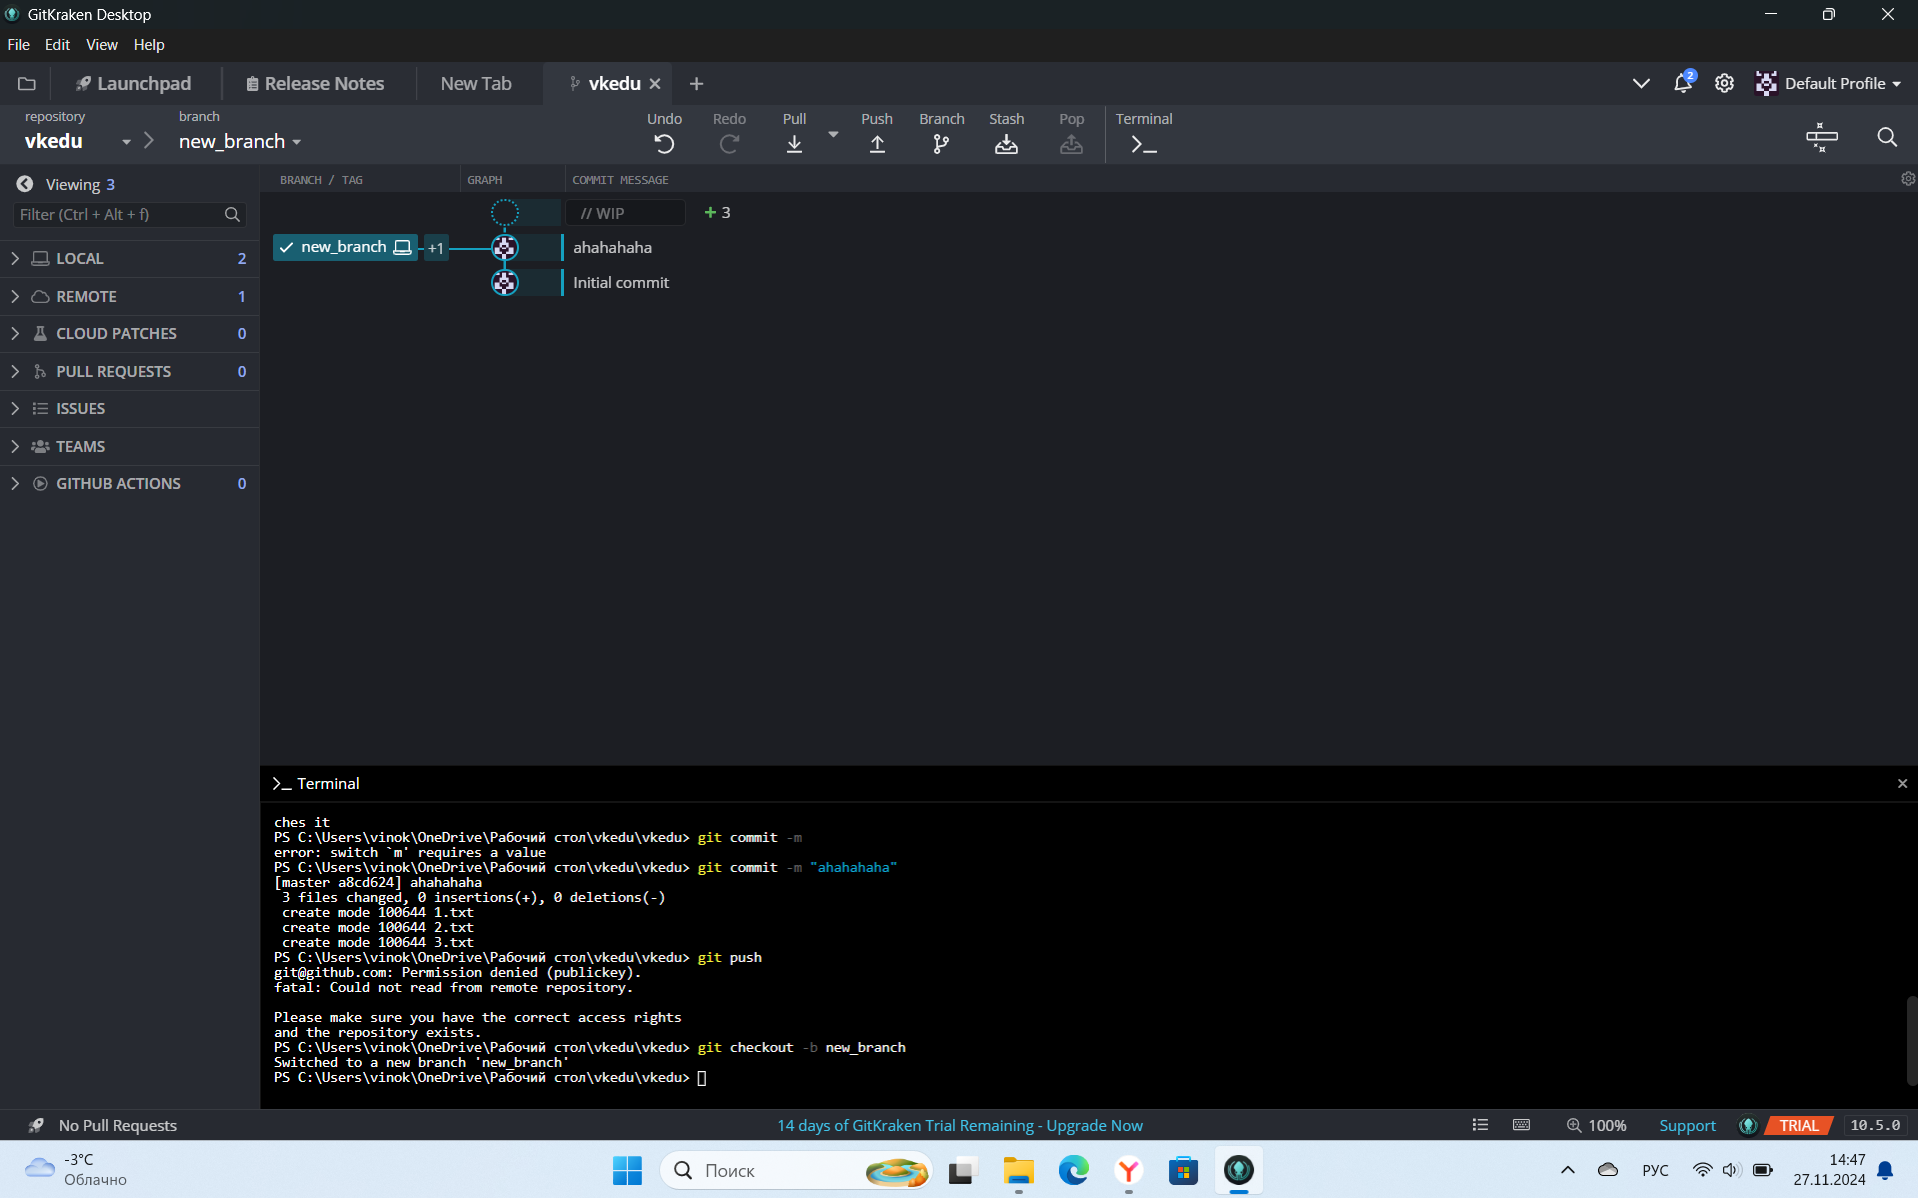 GitKraken Desktop
File Edit View Help
Launchpad Release Notes New Tab vkedu 2 Default Profile
repository branch
vkedu new_branch
Undo Redo Pull Push Branch Stash Pop Terminal
Viewing 3
Filter (Ctrl + Alt + f)
BRANCH / TAG GRAPH COMMIT MESSAGE
// WIP + 3
new_branch +1 ahahahaha
Initial commit
LOCAL 2
REMOTE 1
CLOUD PATCHES 0
PULL REQUESTS 0
ISSUES
TEAMS
GITHUB ACTIONS 0
Terminal
ches it
PS C:\Users\vinok\OneDrive\Рабочий стол\vkedu\vkedu> git commit -m
error: switch `m' requires a value
PS C:\Users\vinok\OneDrive\Рабочий стол\vkedu\vkedu> git commit -m "ahahahaha"
[master a8cd624] ahahahaha
3 files changed, 0 insertions(+), 0 deletions(-)
create mode 100644 1.txt
create mode 100644 2.txt
create mode 100644 3.txt
PS C:\Users\vinok\OneDrive\Рабочий стол\vkedu\vkedu> git push
git@github.com: Permission denied (publickey).
fatal: Could not read from remote repository.
Please make sure you have the correct access rights
and the repository exists.
PS C:\Users\vinok\OneDrive\Рабочий стол\vkedu\vkedu> git checkout -b new_branch
Switched to a new branch 'new_branch'
PS C:\Users\vinok\OneDrive\Рабочий стол\vkedu\vkedu>
No Pull Requests 14 days of GitKraken Trial Remaining - Upgrade Now 100% Support TRIAL 10.5.0
-3°C
Облачно
Поиск
РУС
14:47
27.11.2024